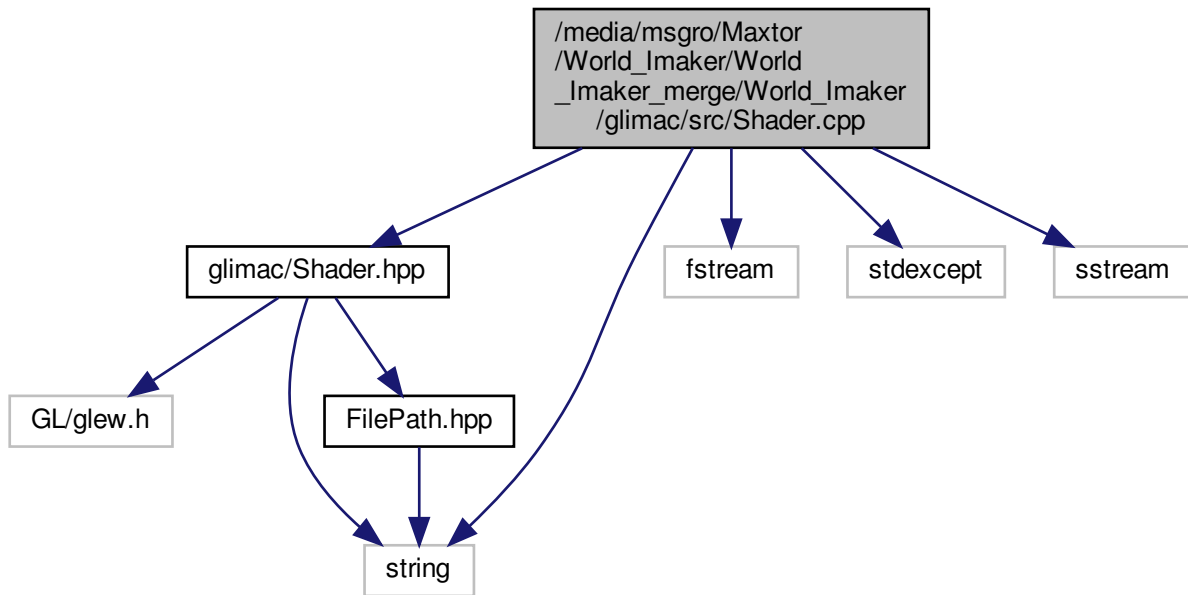 /media/msgro/Maxtor
/World_Imaker/World
_Imaker_merge/World_Imaker
/glimac/src/Shader.cpp
glimac/Shader.hpp
fstream
stdexcept
sstream
GL/glew.h
FilePath.hpp
string